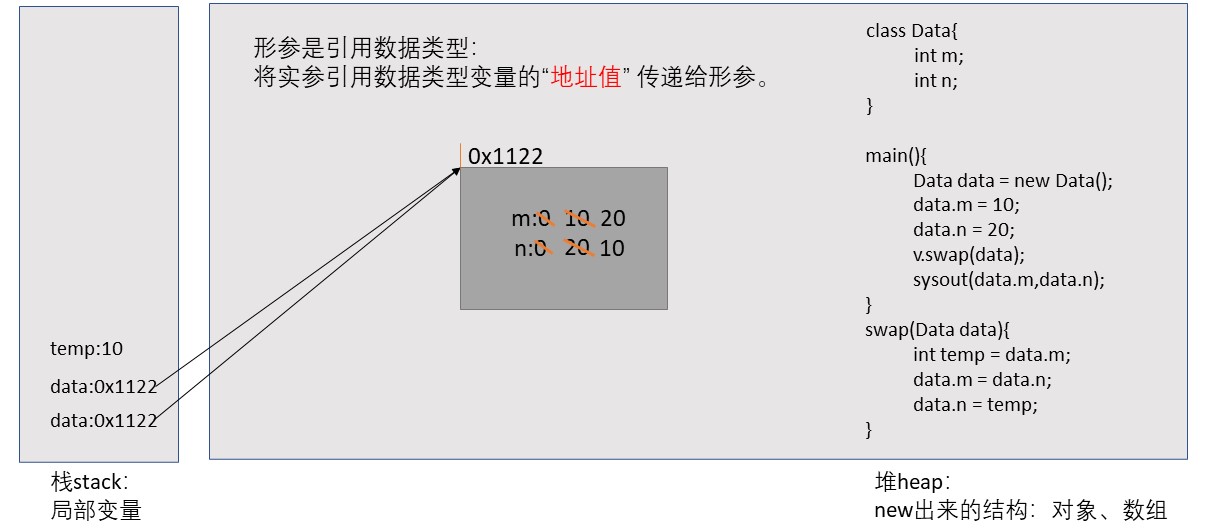 形参是引用数据类型：
将实参引用数据类型变量的“地址值” 传递给形参。
0x1122
m:0 10 20
n:0 20 10
temp:10
data:0x1122
data:0x1122
栈stack：
局部变量
class Data{
int m;
int n;
}
main(){
Data data = new Data();
data.m = 10;
data.n = 20;
v.swap(data);
sysout(data.m,data.n);
}
swap(Data data){
int temp = data.m;
data.m = data.n;
data.n = temp;
}
堆heap：
new出来的结构：对象、数组